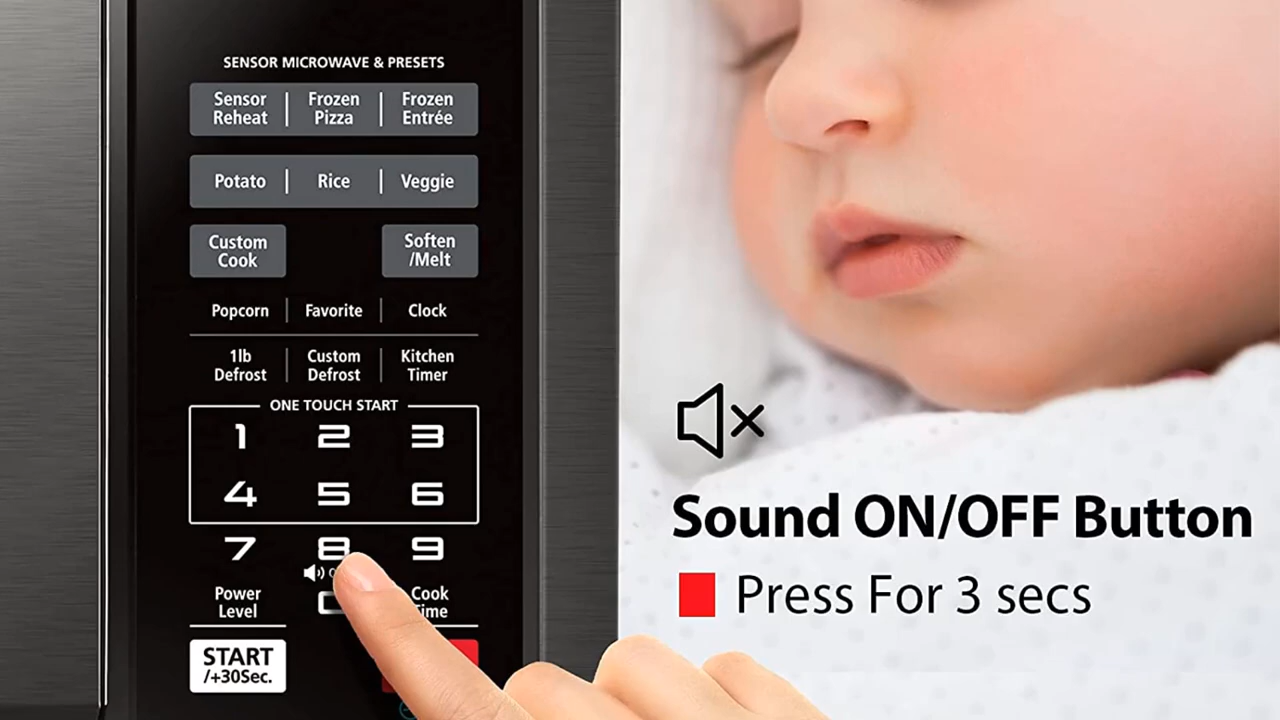 SENSOR MICROWAVE & PRESETS
Sensor Reheat
Frozen Pizza
Frozen Entrée
Potato
Rice
Veggie
Custom Cook
Soften /Melt
Popcorn
Favorite
Clock
1lb Defrost
Custom Defrost
Kitchen Timer
ONE TOUCH START
1 2 3
4 5 6
7 8 9
Power Level
Cook
START
/+30Sec.
Sound ON/OFF Button
Press For 3 secs